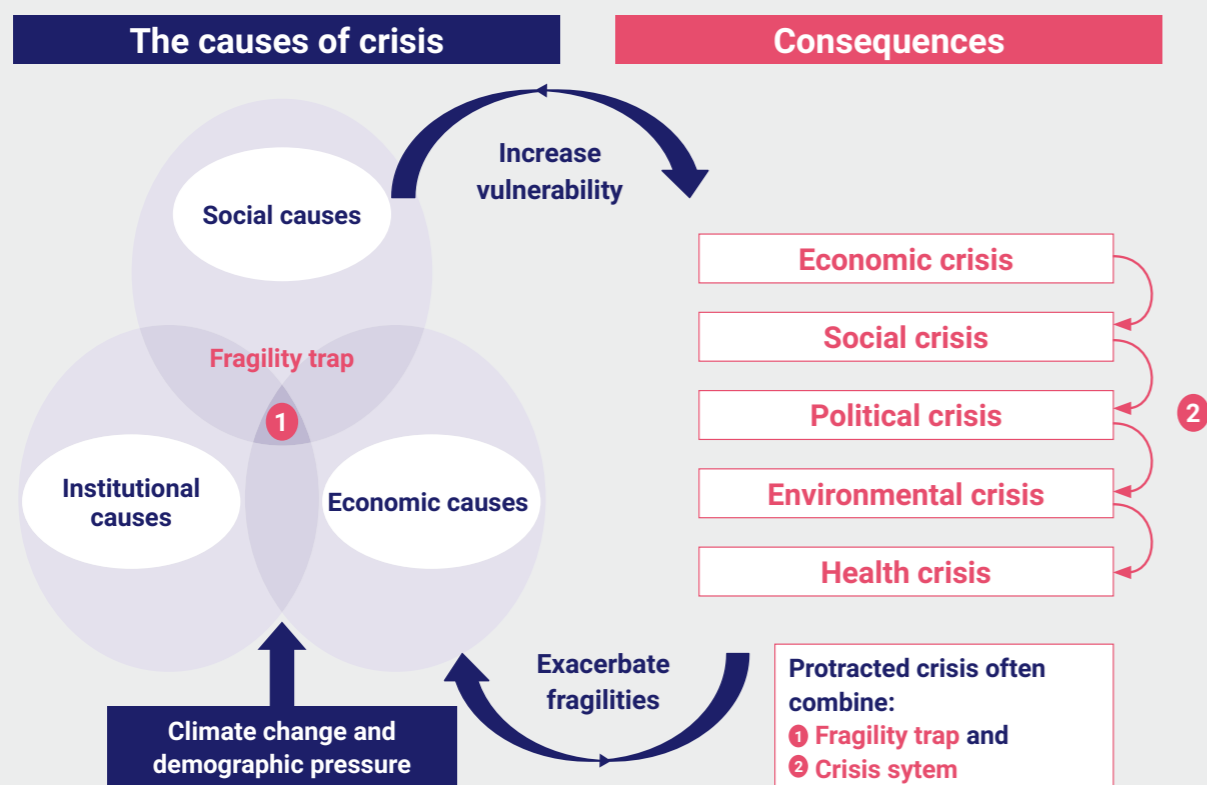 The causes of crisis
Consequences
Increase
vulnerability
Social causes
Fragility trap
1
Institutional
causes
Economic causes
Economic crisis
Social crisis
Political crisis
2
Environmental crisis
Health crisis
Exacerbate
fragilities
Climate change and
demographic pressure
Protracted crisis often
combine:
1 Fragility trap and
2 Crisis sytem